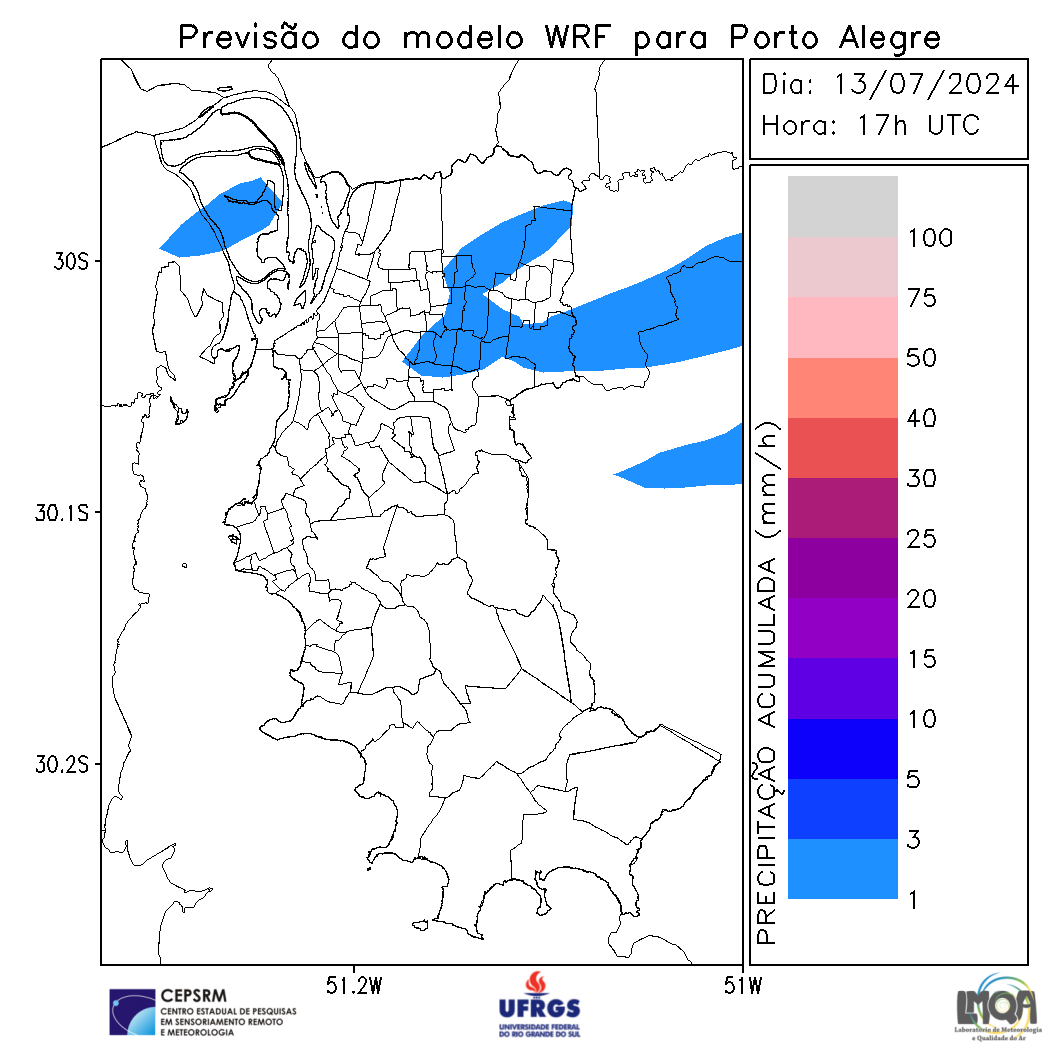 Previsão do modelo WRF para Porto Alegre
Dia: 13/07/2024
Hora: 17h UTC
30S
30.1S
30.2S
51.2W
51W
PRECIPITAÇÃO ACUMULADA (mm/h)
100
75
50
40
30
25
20
15
10
5
3
1
CEPSRM
CENTRO ESTADUAL DE PESQUISAS
EM SENSORIAMENTO REMOTO
E METEOROLOGIA
UFRGS
UNIVERSIDADE FEDERAL
DO RIO GRANDE DO SUL
LMQA
Laboratório de Meteorologia
e Qualidade do Ar